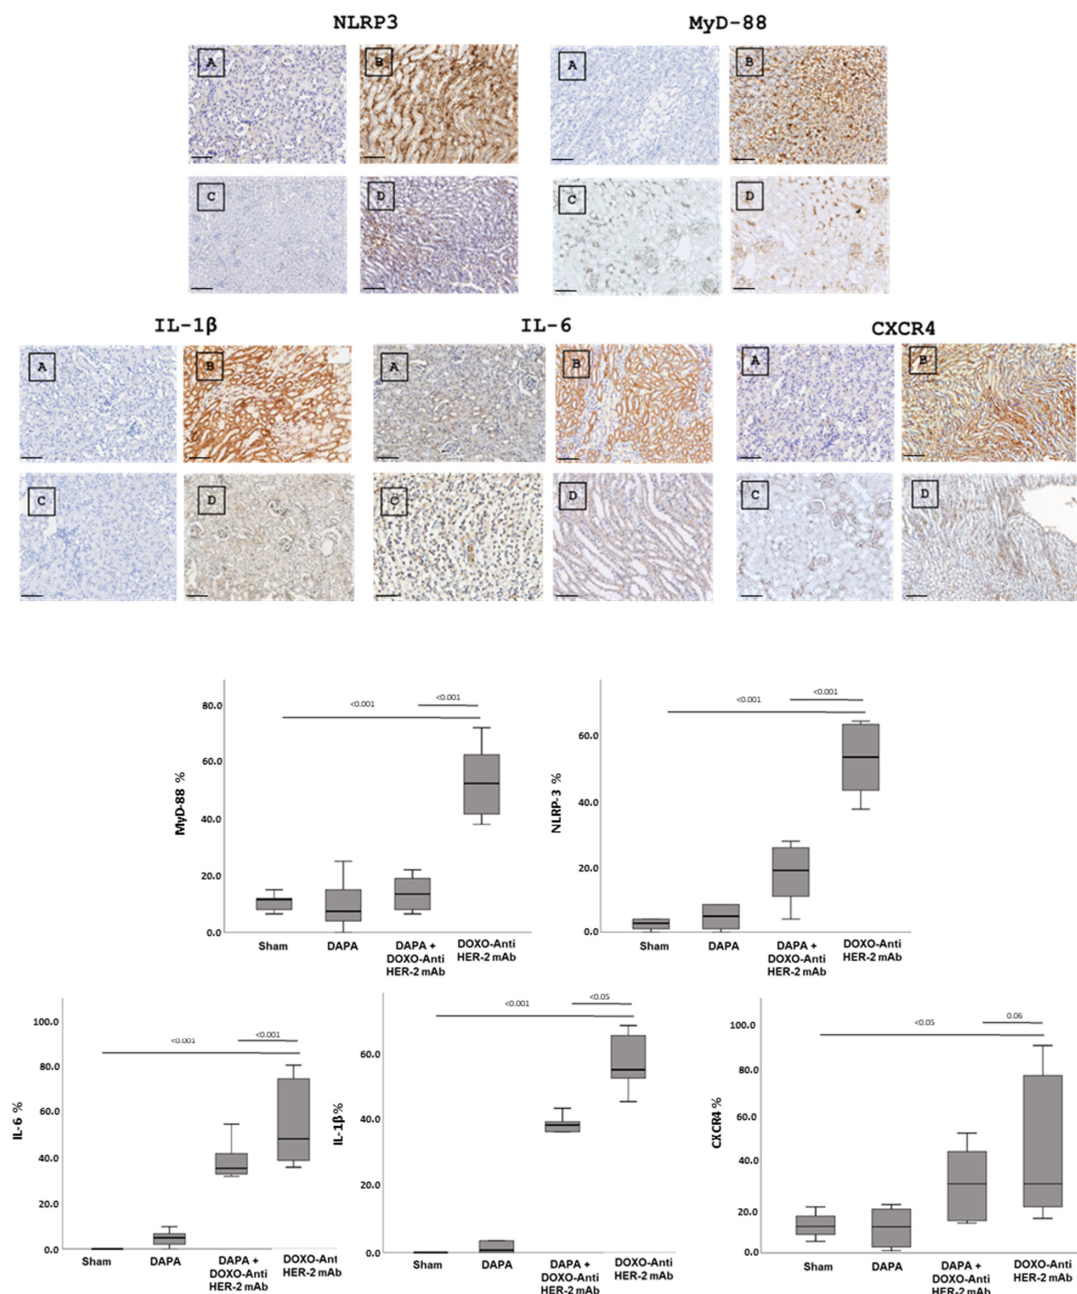 NLRP3 MyD-88
A B A B
C D C D
IL-1β IL-6 CXCR4
A B A B A B
C D C D C D
MyD-88 %
80.0
60.0
40.0
20.0
0.0
<0.001
<0.001
Sham DAPA DAPA + DOXO-Anti
DOXO-Anti HER-2 mAb
HER-2 mAb
NLRP-3 %
60.0
40.0
20.0
0.0
<0.001
<0.001
Sham DAPA DAPA + DOXO-Anti
DOXO-Anti HER-2 mAb
HER-2 mAb
IL-6 %
100.0
80.0
60.0
40.0
20.0
0.0
<0.001
<0.001
Sham DAPA DAPA + DOXO-Ant
DOXO-Anti HER-2 mAb
HER-2 mAb
IL-1β %
60.0
40.0
20.0
0.0
<0.001
<0.05
Sham DAPA DAPA + DOXO-Anti
DOXO-Anti HER-2 mAb
HER-2 mAb
CXCR4 %
100.0
80.0
60.0
40.0
20.0
0.0
<0.05
0.06
Sham DAPA DAPA + DOXO-Anti
DOXO-Anti HER-2 mAb
HER-2 mAb